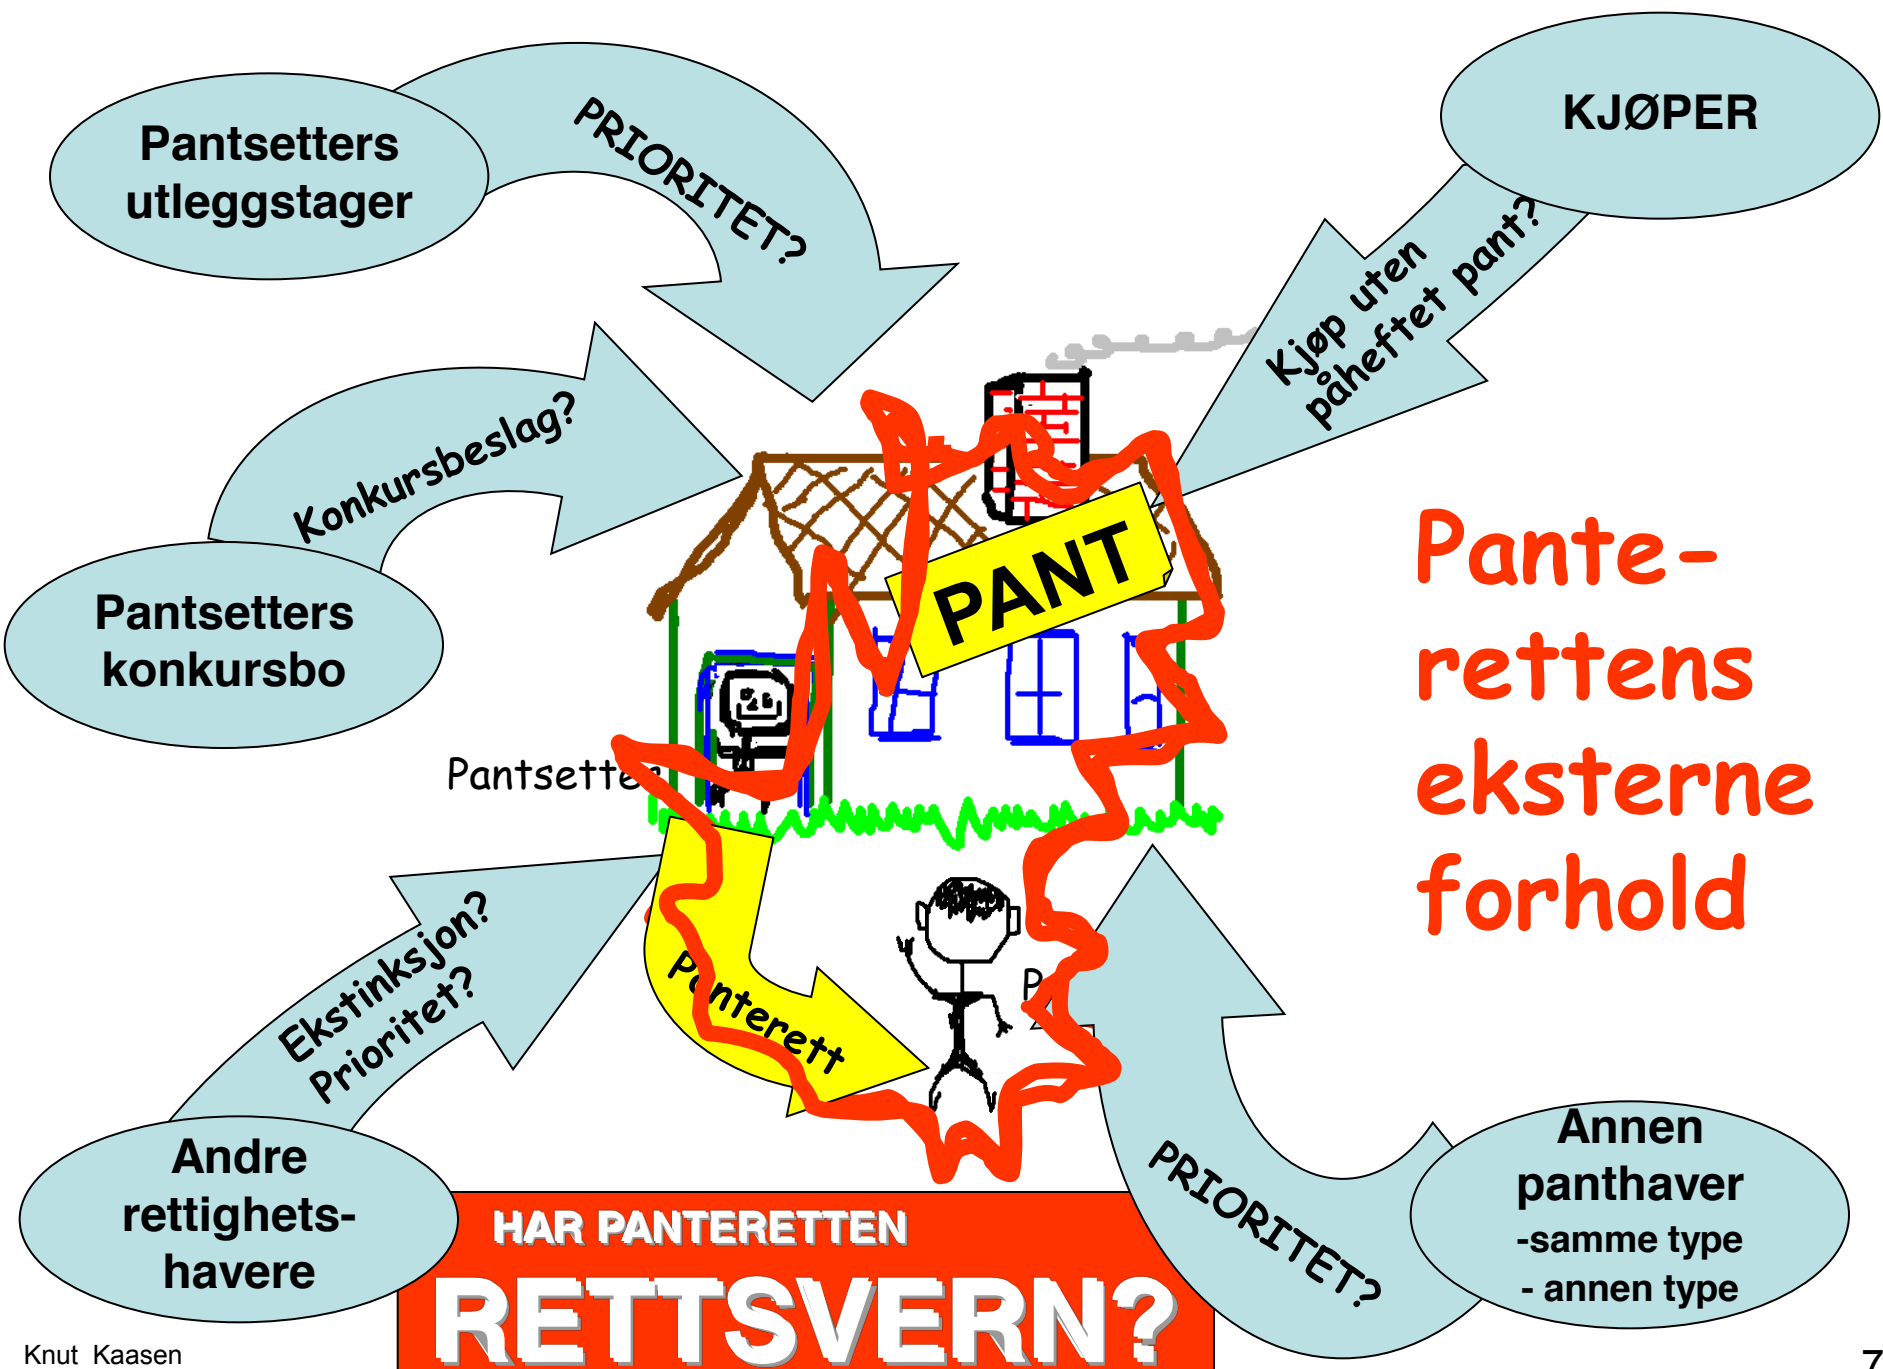 Pantsetters
utleggstager
PRIORITET?
KJØPER
Kjøp uten
påheftet pant?
Konkursbeslag?
Pantsetters
konkursbo
PANT
Pante-
rettens
eksterne
forhold
Pantsetter
Panterett
P
Ekstinksjon?
Prioritet?
Andre
rettighets-
havere
PRIORITET?
Annen
panthaver
-samme type
- annen type
HAR PANTERETTEN
RETTSVERN?
Knut Kaasen
7